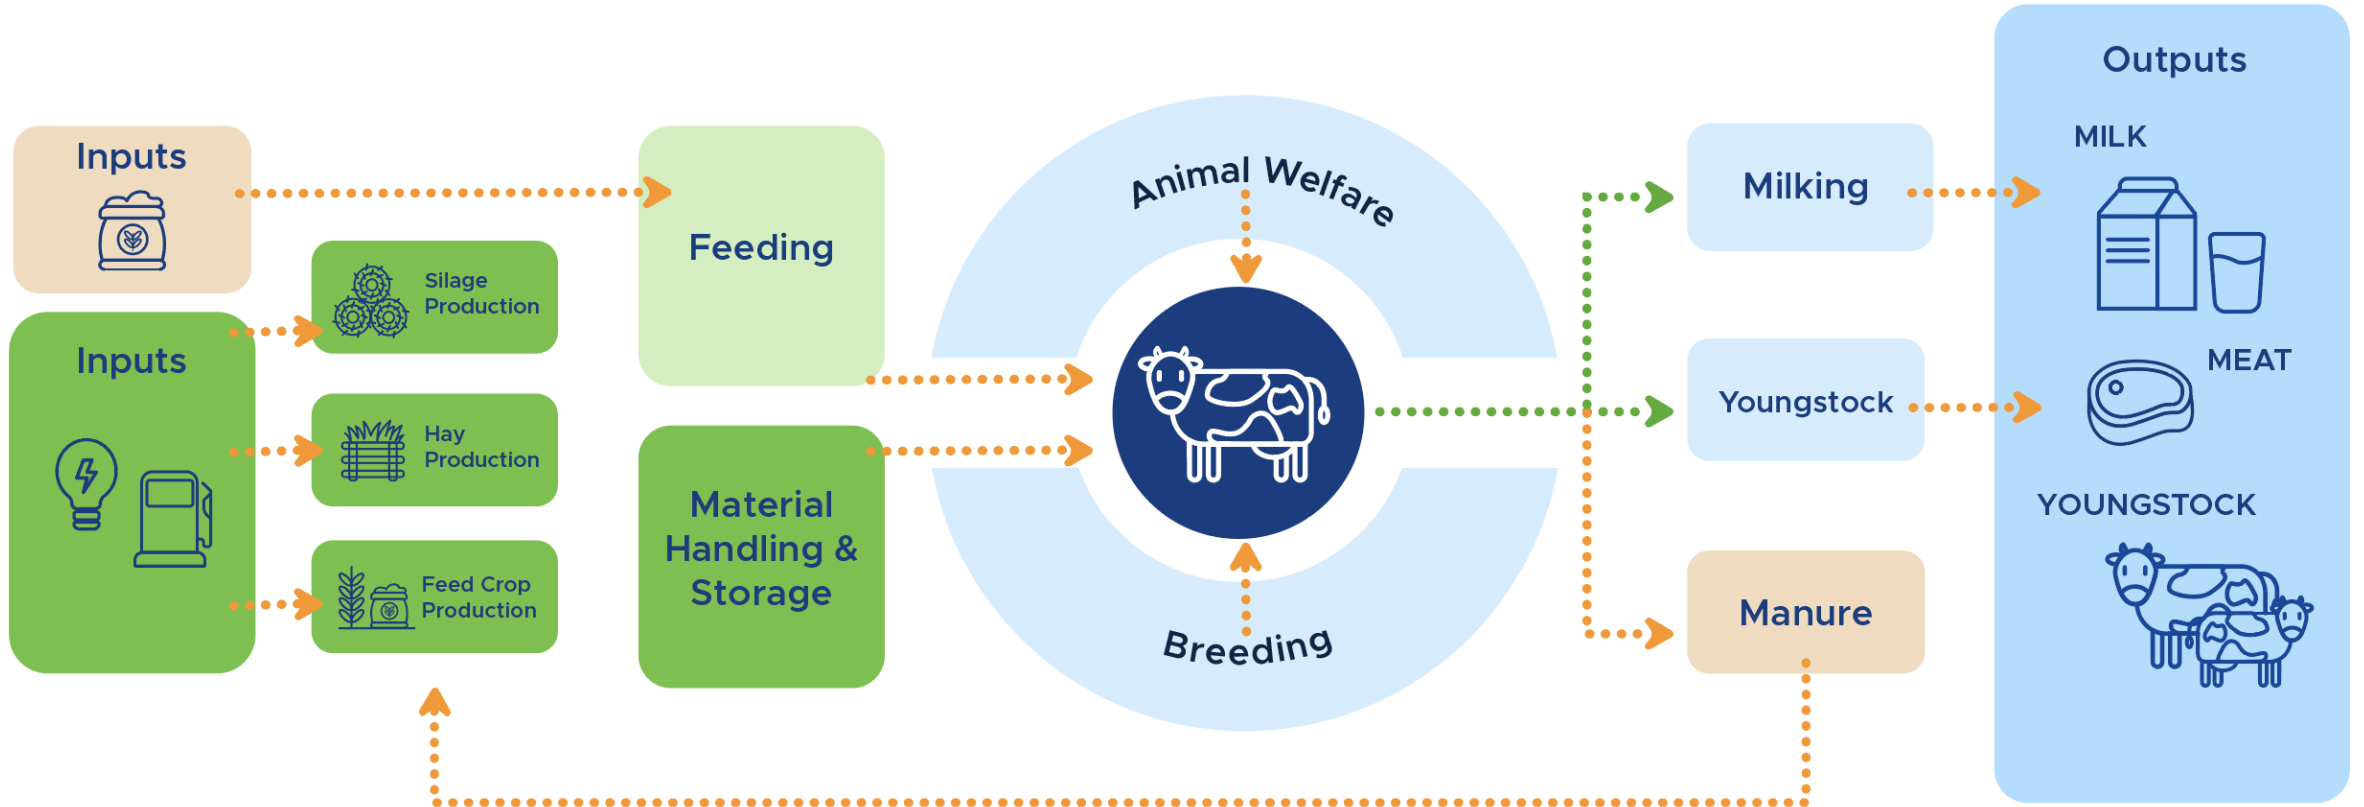 Inputs
Inputs
Silage
Production
Hay
Production
Feed Crop
Production
Feeding
Material
Handling &
Storage
Animal Welfare
Breeding
Milking
Youngstock
Manure
Outputs
MILK
MEAT
YOUNGSTOCK